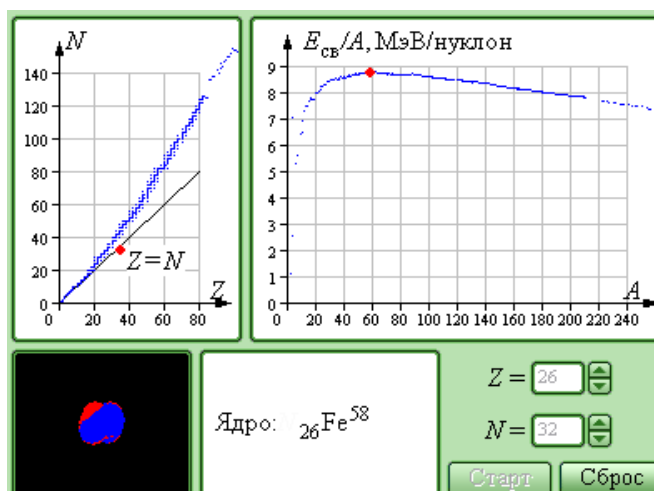 N
140
120
100
80
60
40
20
0
20 40 60 80
Z = N
Z
E_св/A, МэВ/нуклон
9
8
7
6
5
4
3
2
1
0
0 20 40 60 80 100 120 140 160 180 200 220 240
A
Ядро: ₂₆Fe⁵⁸
Z = 26
N = 32
Старт Сброс